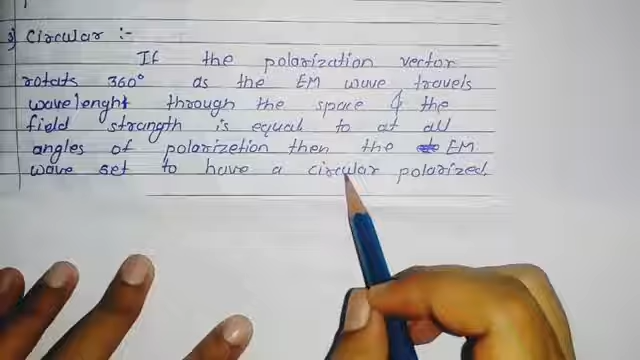 3) Circular :-
If the polarization vector
rotats 360° as the EM wave travels
wavelenght through the space & the
field strength is equal to at all
angles of polarizetion then the EM
wave set to have a circular polarized.